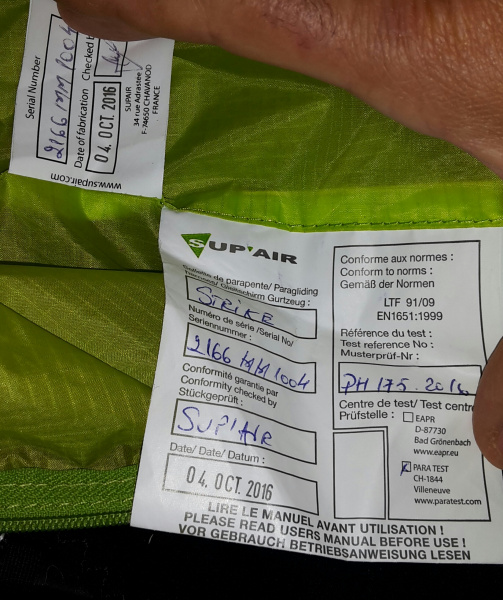 Serial Number
2166 MM 1004
Date of fabrication
04. OCT. 2016
Checked b
SUPAIR
34 rue Adrastée
F-74650 CHAVANOD
FRANCE
www.supair.com
SUP'AIR
Sellette de parapente/ Paragliding
Harness/ Gleitschirm Gurtzeug :
STRIKE
Numéro de série /Serial No/
Seriennummer :
2166 MM 1004
Conformité garantie par
Conformity checked by
Stückgeprüft :
SUP'AIR
Date/ Date/ Datum :
04. OCT. 2016
Conforme aux normes :
Conform to norms :
Gemäß der Normen
LTF 91/09
EN1651:1999
Référence du test :
Test reference No :
Musterprüf-Nr :
PH 175.2016
Centre de test/ Test centr
Prüfstelle :
EAPR
D-87730
Bad Grönenbach
www.eapr.eu
PARA TEST
CH-1844
Villeneuve
www.paratest.com
LIRE LE MANUEL AVANT UTILISATION !
PLEASE READ USERS MANUAL BEFORE USE !
VOR GEBRAUCH BETRIEBSANWEISUNG LESEN